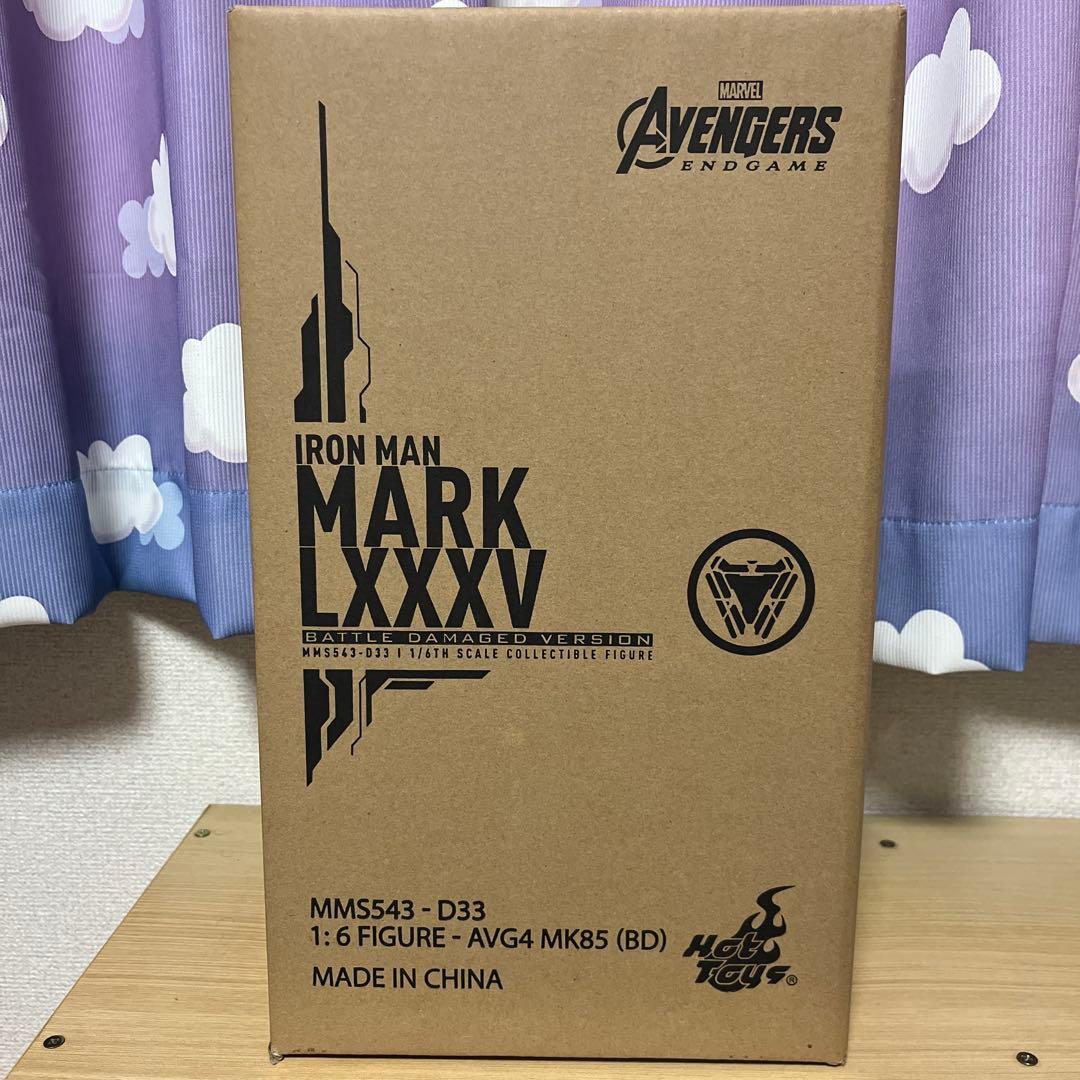 MARVEL
AVENGERS
ENDGAME
IRON MAN
MARK
LXXXV
BATTLE DAMAGED VERSION
MMS543-D33 | 1/6TH SCALE COLLECTIBLE FIGURE
MMS543 - D33
1: 6 FIGURE - AVG4 MK85 (BD)
MADE IN CHINA
Hot
Toys®